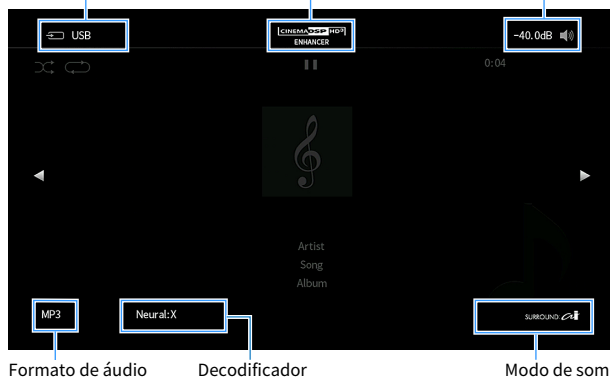 USB
CINEMA DSP HD³
ENHANCER
-40.0dB
0:04
Artist
Song
Album
MP3
Neural:X
SURROUND: AI
Formato de áudio
Decodificador
Modo de som